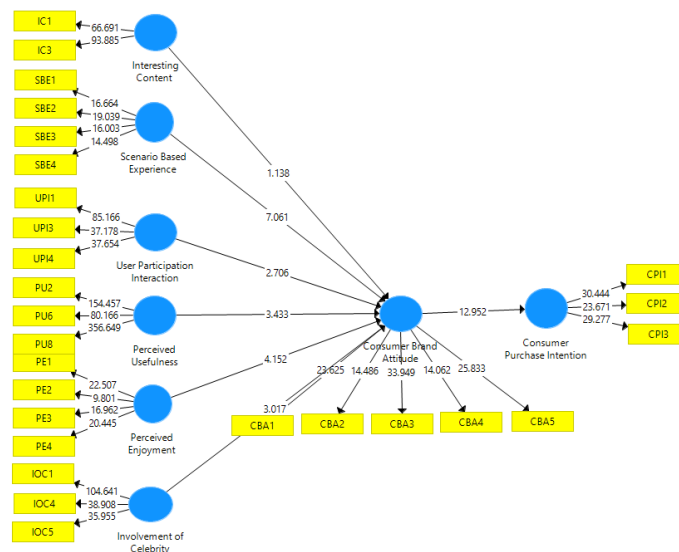 IC1
66.691
IC3
93.885
Interesting
Content
SBE1
16.664
SBE2
19.039
SBE3
16.003
SBE4
14.498
Scenario Based
Experience
1.138
7.061
UPI1
85.166
UPI3
37.178
UPI4
37.654
User Participation
Interaction
2.706
PU2
154.457
PU6
80.166
PU8
356.649
Perceived
Usefulness
3.433
PE1
22.507
PE2
9.801
PE3
16.962
PE4
20.445
Perceived
Enjoyment
4.152
IOC1
104.641
IOC4
38.908
IOC5
35.955
Involvement of
Celebrity
3.017
Consumer Brand
Attitude
23.625
14.486
33.949
14.062
25.833
CBA1
CBA2
CBA3
CBA4
CBA5
12.952
Consumer
Purchase Intention
30.444
CPI1
23.671
CPI2
29.277
CPI3